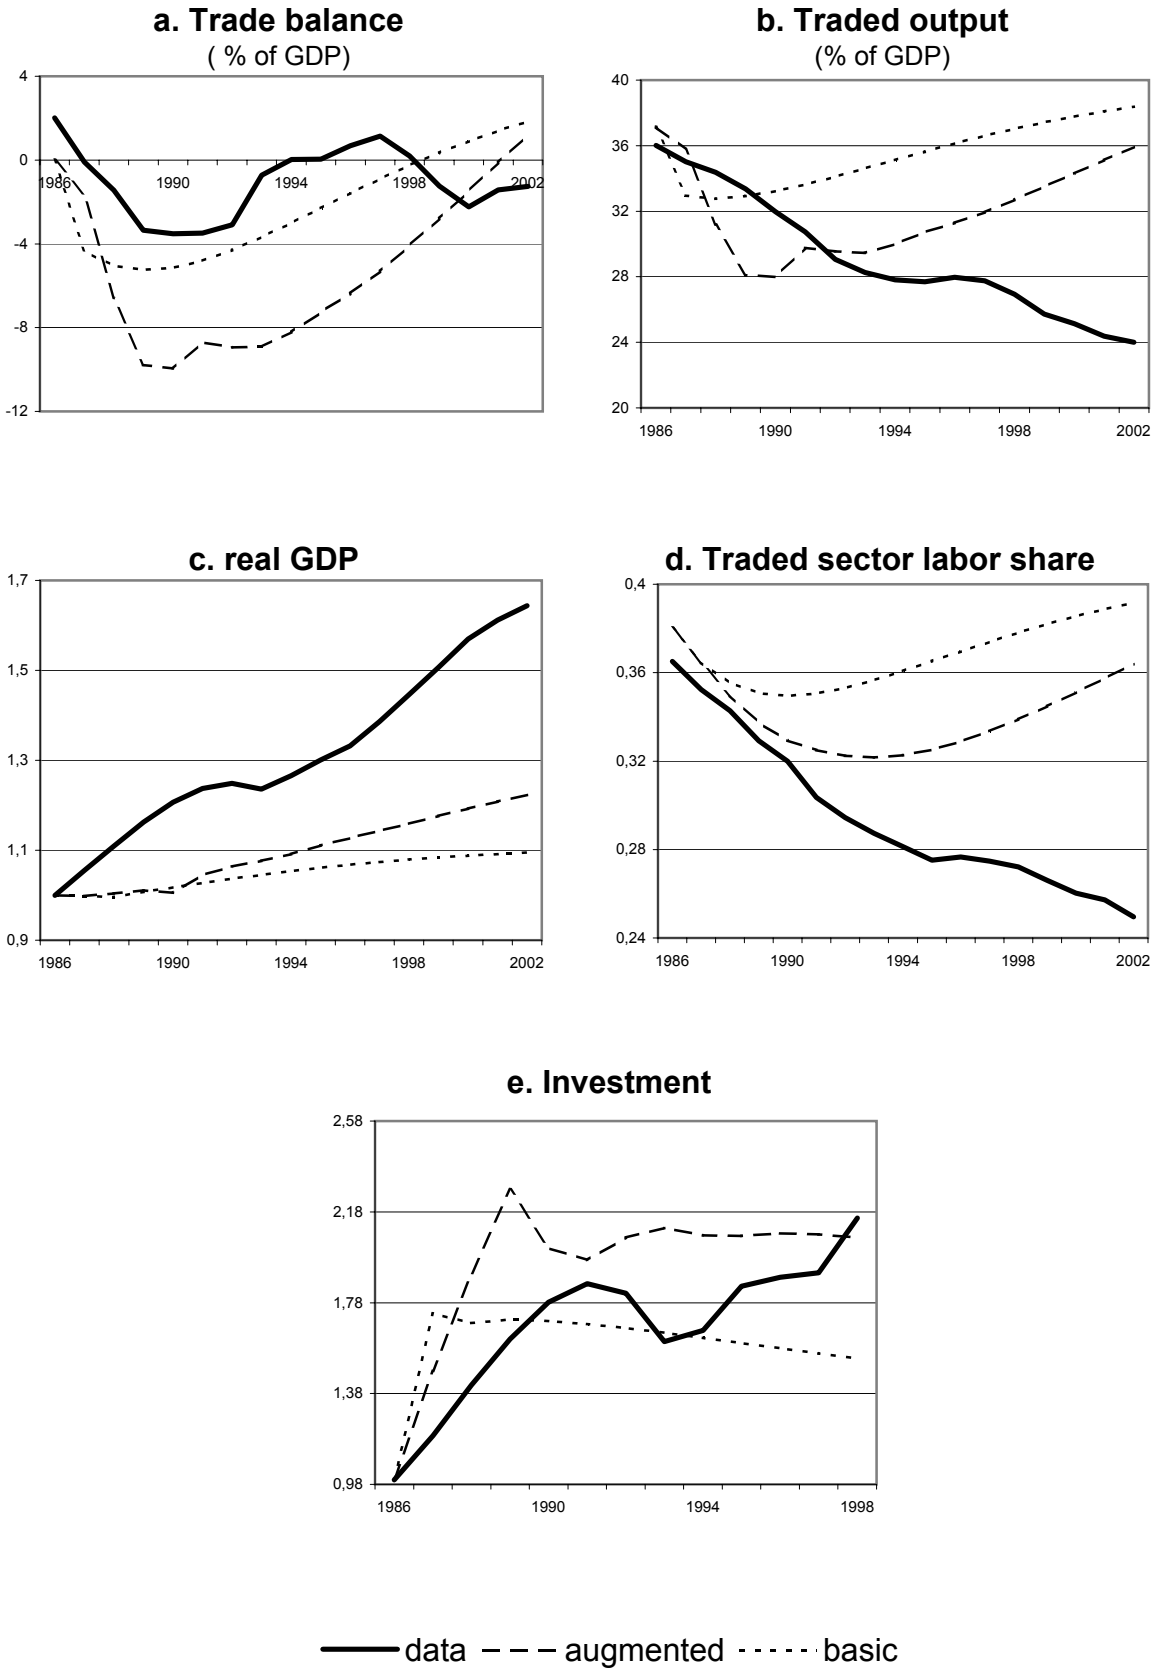 a. Trade balance
( % of GDP)
4
0
-4
-8
-12
1986 1990 1994 1998 2002
b. Traded output
(% of GDP)
40
36
32
28
24
20
1986 1990 1994 1998 2002
c. real GDP
1,7
1,5
1,3
1,1
0,9
1986 1990 1994 1998 2002
d. Traded sector labor share
0,4
0,36
0,32
0,28
0,24
1986 1990 1994 1998 2002
e. Investment
2,58
2,18
1,78
1,38
0,98
1986 1990 1994 1998
data augmented basic